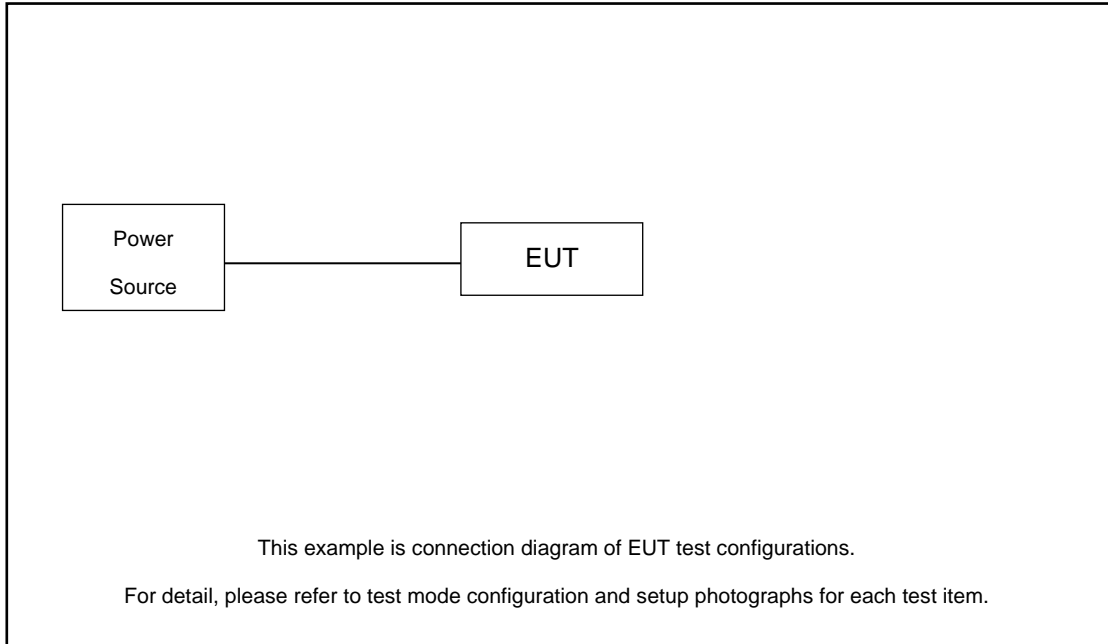 Power
Source
EUT
This example is connection diagram of EUT test configurations.
For detail, please refer to test mode configuration and setup photographs for each test item.